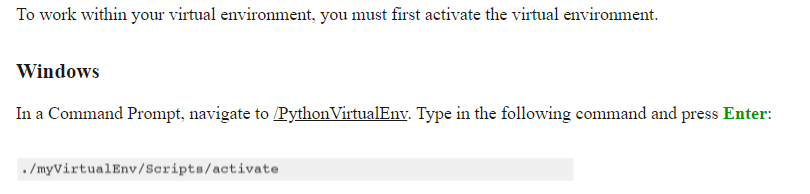 To work within your virtual environment, you must first activate the virtual environment.
Windows
In a Command Prompt, navigate to /PythonVirtualEnv. Type in the following command and press Enter:
./myVirtualEnv/Scripts/activate